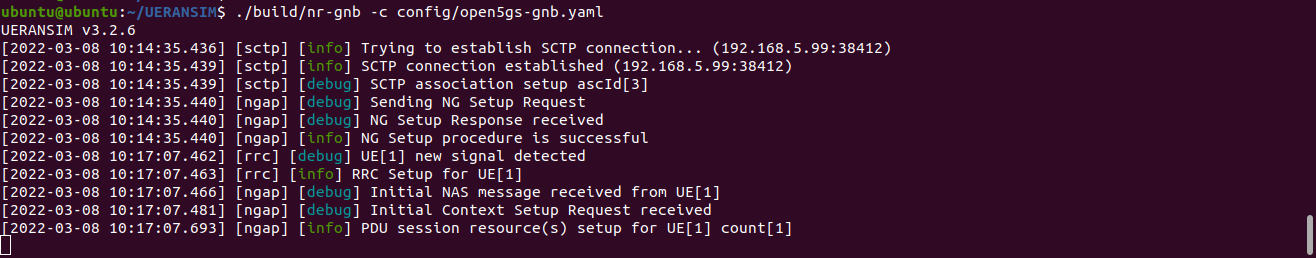 ubuntu@ubuntu:~/UERANSIM$ ./build/nr-gnb -c config/open5gs-gnb.yaml
UERANSIM v3.2.6
[2022-03-08 10:14:35.436] [sctp] [info] Trying to establish SCTP connection... (192.168.5.99:38412)
[2022-03-08 10:14:35.439] [sctp] [info] SCTP connection established (192.168.5.99:38412)
[2022-03-08 10:14:35.439] [sctp] [debug] SCTP association setup ascId[3]
[2022-03-08 10:14:35.440] [ngap] [debug] Sending NG Setup Request
[2022-03-08 10:14:35.440] [ngap] [debug] NG Setup Response received
[2022-03-08 10:14:35.440] [ngap] [info] NG Setup procedure is successful
[2022-03-08 10:17:07.462] [rrc] [debug] UE[1] new signal detected
[2022-03-08 10:17:07.463] [rrc] [info] RRC Setup for UE[1]
[2022-03-08 10:17:07.466] [ngap] [debug] Initial NAS message received from UE[1]
[2022-03-08 10:17:07.481] [ngap] [debug] Initial Context Setup Request received
[2022-03-08 10:17:07.693] [ngap] [info] PDU session resource(s) setup for UE[1] count[1]